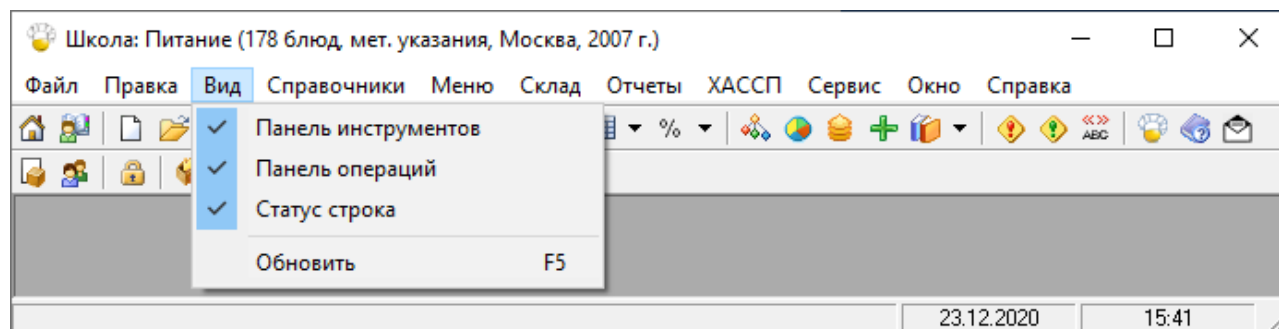 Школа: Питание (178 блюд, мет. указания, Москва, 2007 г.)
Файл Правка Вид Справочники Меню Склад Отчеты ХАССП Сервис Окно Справка
Панель инструментов
%
ABC
Панель операций
Статус строка
Обновить F5
23.12.2020 15:41